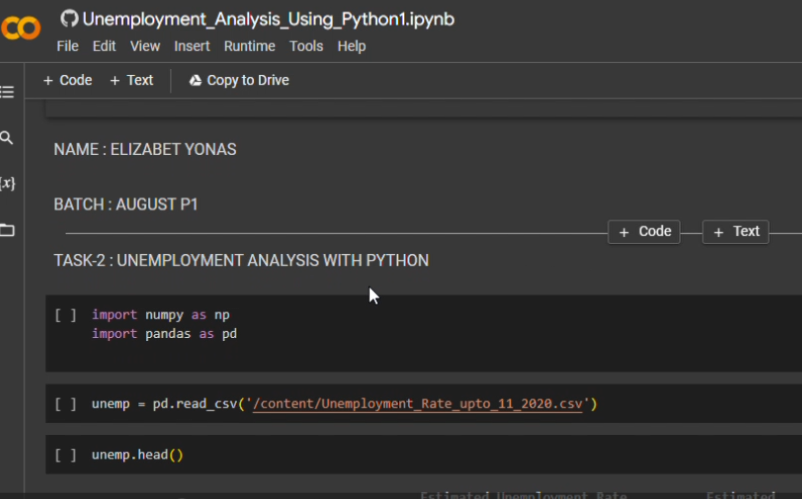 Unemployment_Analysis_Using_Python1.ipynb
File Edit View Insert Runtime Tools Help
+ Code + Text Copy to Drive
{x}
NAME : ELIZABET YONAS
BATCH : AUGUST P1
+ Code + Text
TASK-2 : UNEMPLOYMENT ANALYSIS WITH PYTHON
[ ] import numpy as np
import pandas as pd
[ ] unemp = pd.read_csv('/content/Unemployment_Rate_upto_11_2020.csv')
[ ] unemp.head()
Estimated Unemployment Rate Estimated